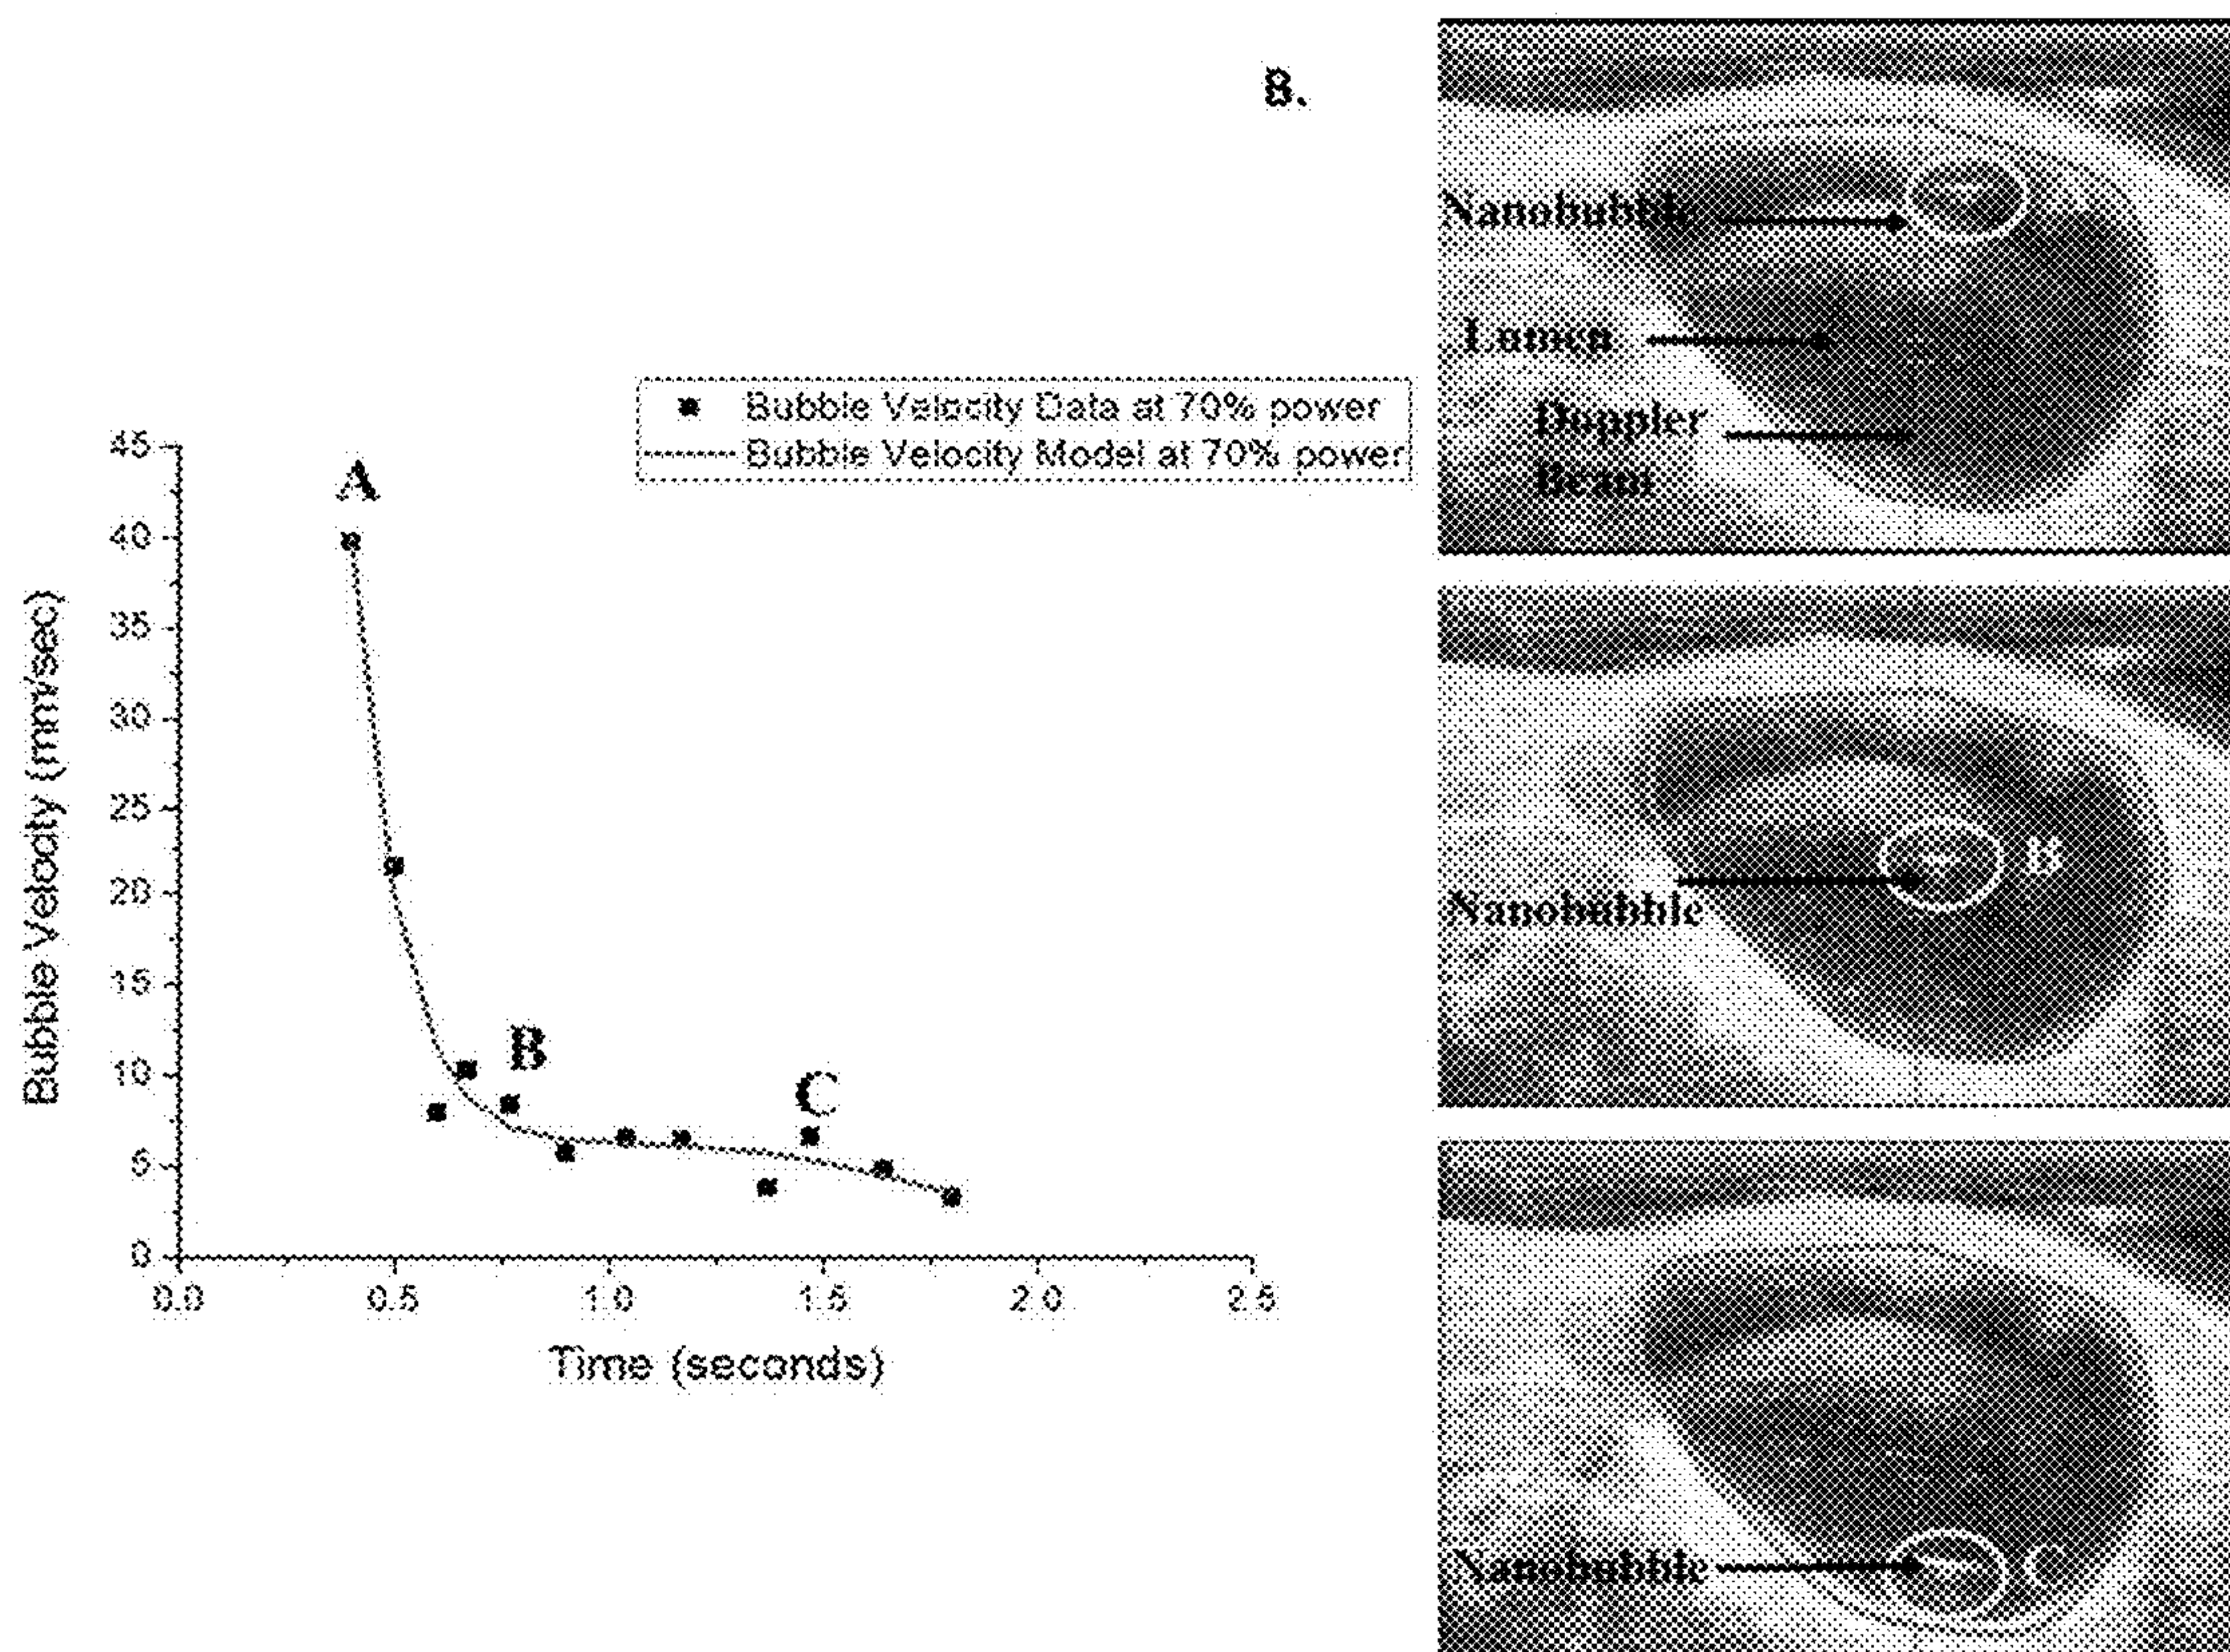 B.
Bubble Velocity Data at 70% power
Bubble Velocity Model at 70% power
Bubble Velocity (mm/sec)
45
40
35
30
25
20
15
10
5
0
A
B
C
0.0
0.5
1.0
1.5
2.0
2.5
Time (seconds)
Nanobubble
Lumen
Doppler
Beam
Nanobubble
B
Nanobubble
C